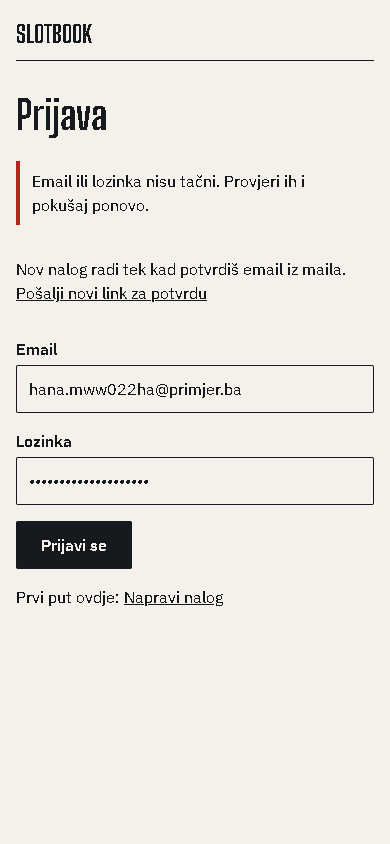 SLOTBOOK
Prijava
Email ili lozinka nisu tačni. Provjeri ih i
pokušaj ponovo.
Nov nalog radi tek kad potvrdiš email iz maila.
Pošalji novi link za potvrdu
Email
hana.mww022ha@primjer.ba
Lozinka
••••••••••••••••••••
Prijavi se
Prvi put ovdje: Napravi nalog